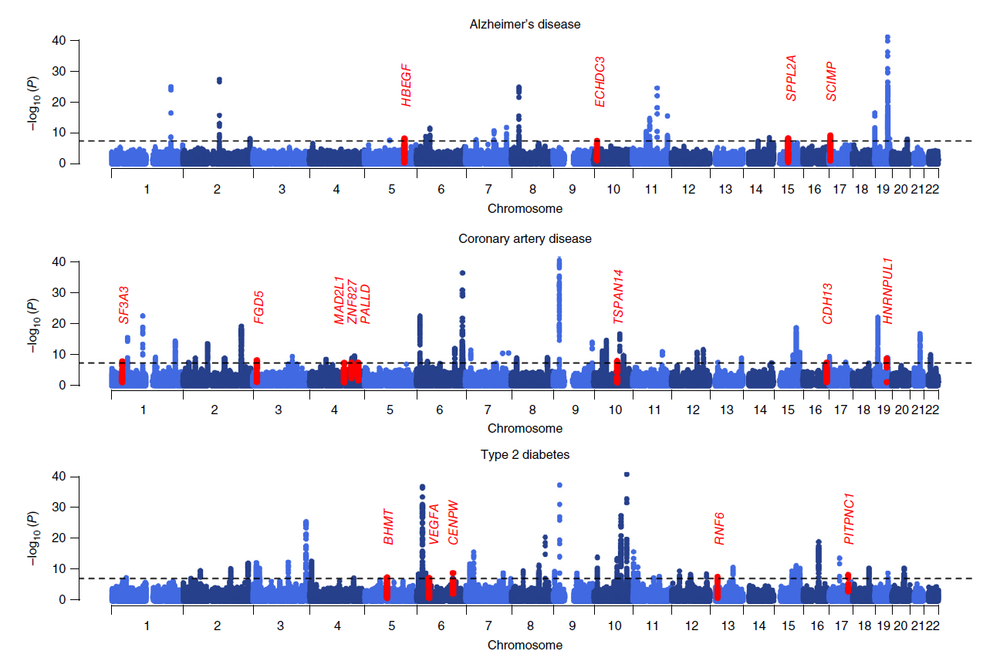 Alzheimer's disease
40
30
20
10
0
–log10 (P)
HBEGF
ECHDC3
SPPL2A
SCIMP
1 2 3 4 5 6 7 8 9 10 11 12 13 14 15 16 17 18 19 20 21 22
Chromosome
Coronary artery disease
40
30
20
10
0
–log10 (P)
SF3A3
FGD5
MAD2L1
ZNF827
PALLD
TSPAN14
CDH13
HNRNPUL1
1 2 3 4 5 6 7 8 9 10 11 12 13 14 15 16 17 18 19 20 21 22
Chromosome
Type 2 diabetes
40
30
20
10
0
–log10 (P)
BHMT
VEGFA
CENPW
RNF6
PITPNC1
1 2 3 4 5 6 7 8 9 10 11 12 13 14 15 16 17 18 19 20 21 22
Chromosome